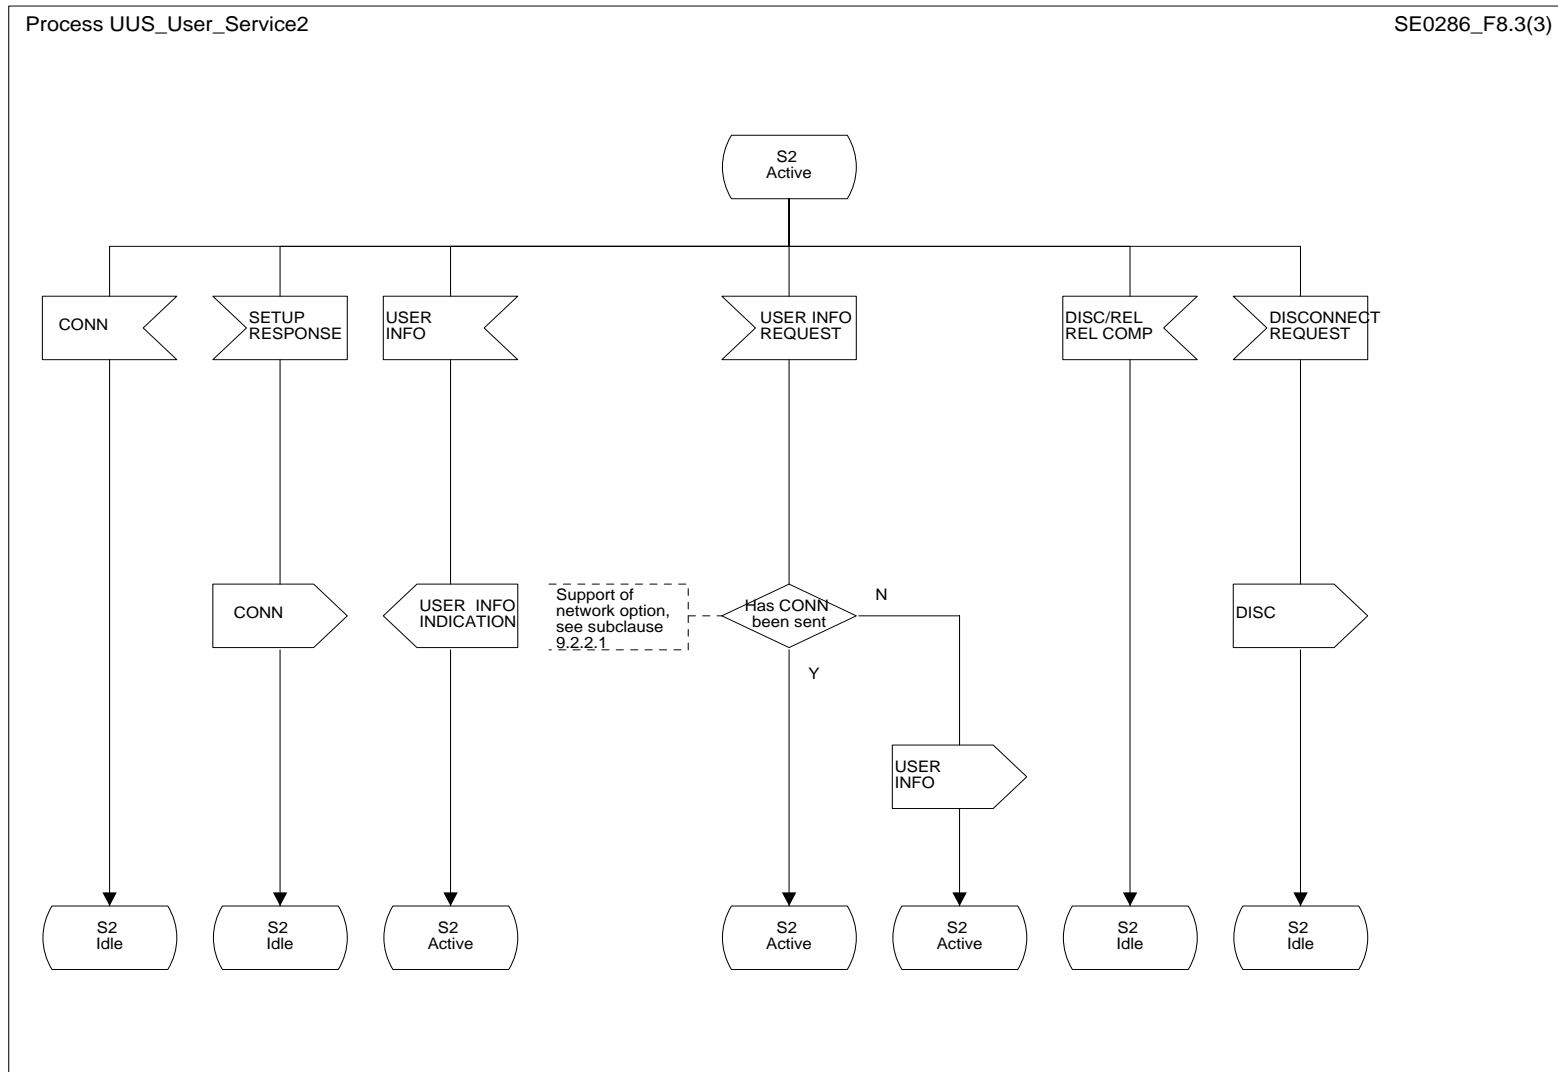 Process UUS_User_Service2
SE0286_F8.3(3)
S2
Active
CONN
SETUP
RESPONSE
USER
INFO
USER INFO
REQUEST
DISC/REL
REL COMP
DISCONNECT
REQUEST
CONN
USER INFO
INDICATION
Support of
network option,
see subclause
9.2.2.1
Has CONN
been sent
N
Y
DISC
USER
INFO
S2
Idle
S2
Idle
S2
Active
S2
Active
S2
Active
S2
Idle
S2
Idle